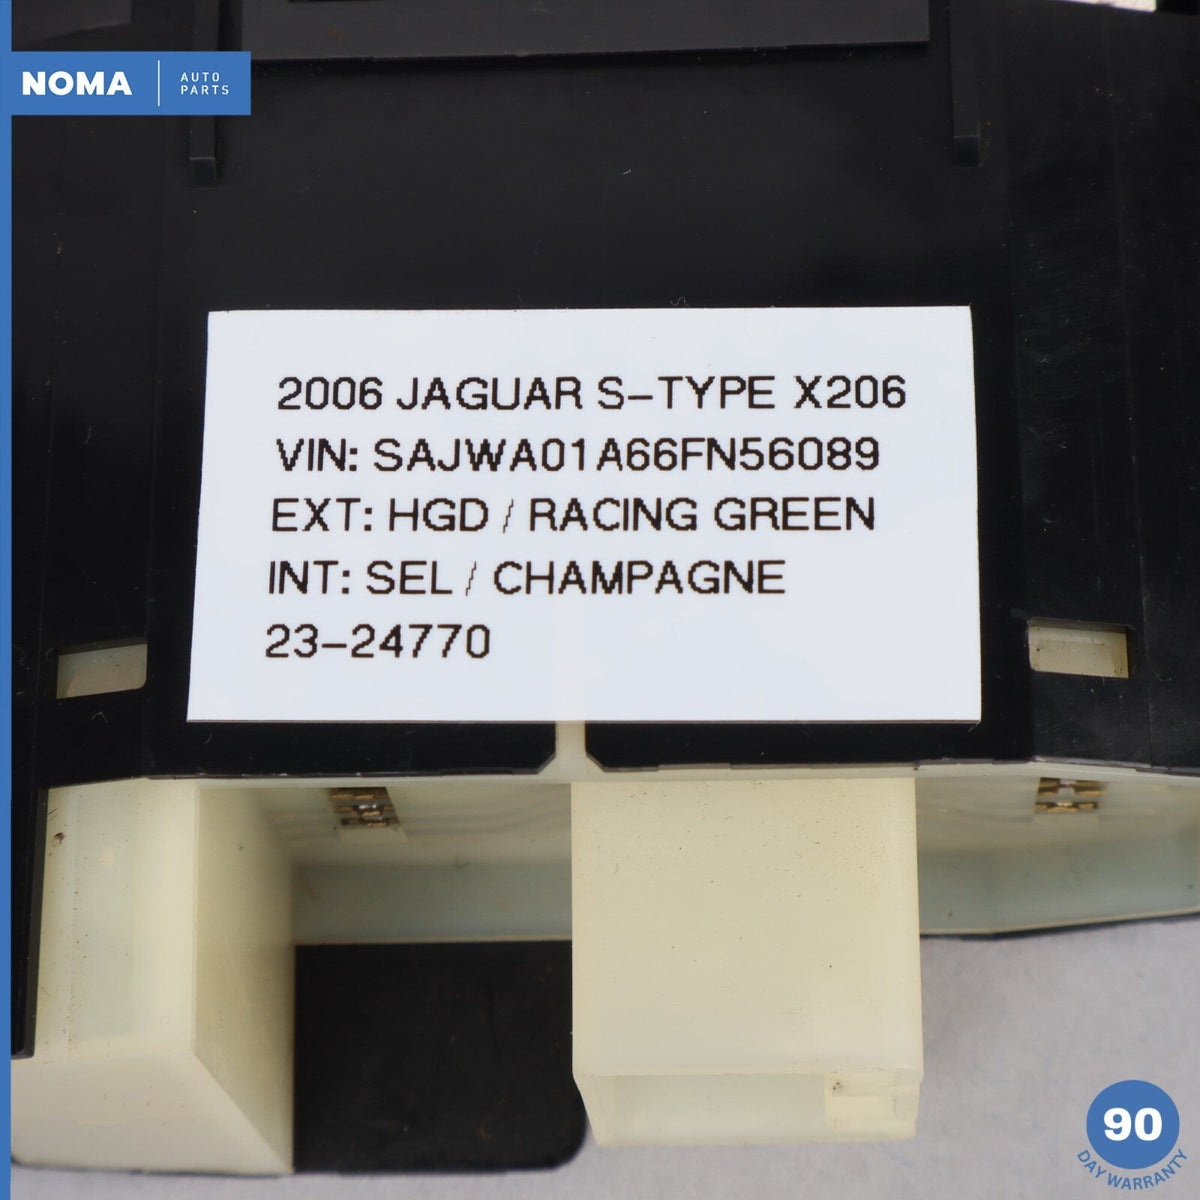 NOMA
AUTO
PARTS
2006 JAGUAR S-TYPE X206
VIN: SAJWA01A66FN56089
EXT: HGD / RACING GREEN
INT: SEL / CHAMPAGNE
23-24770
90
DAY WARRANTY